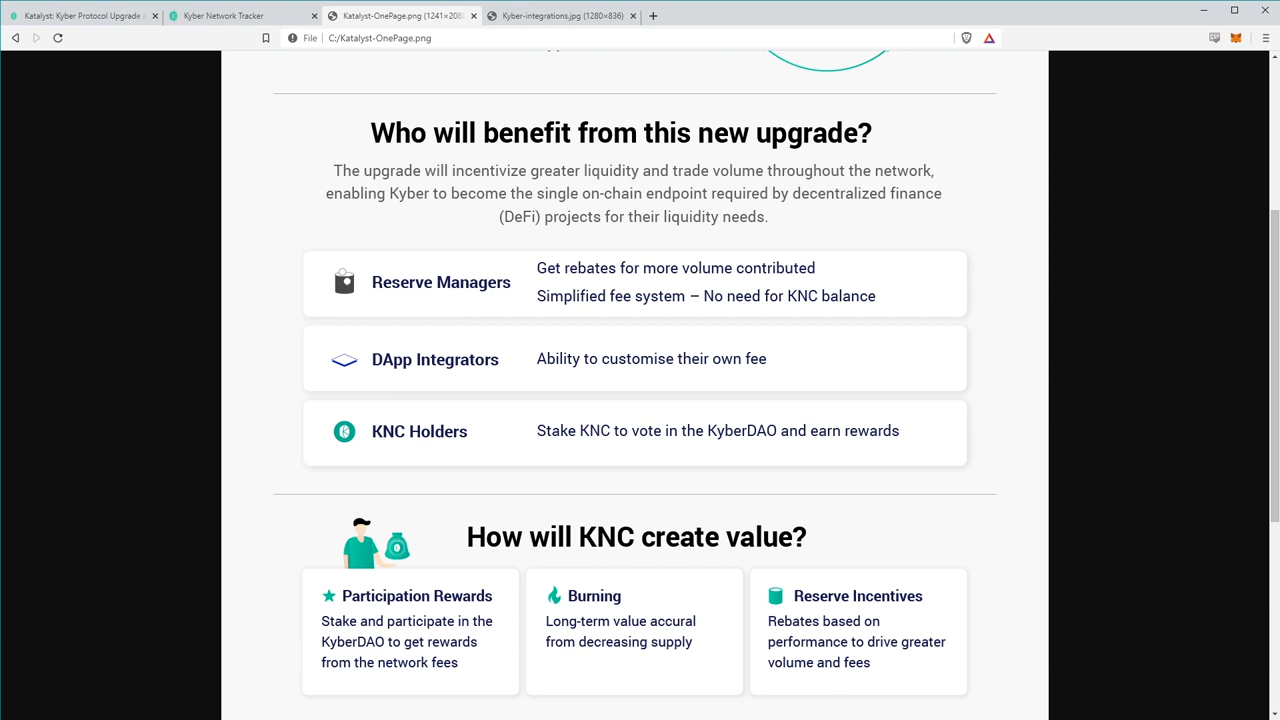 Katalyst: Kyber Protocol Upgrade
Kyber Network Tracker
Katalyst-OnePage.png (1241×208
Kyber-integrations.jpg (1280×836)
File
C:/Katalyst-OnePage.png
Who will benefit from this new upgrade?
The upgrade will incentivize greater liquidity and trade volume throughout the network,
enabling Kyber to become the single on-chain endpoint required by decentralized finance
(DeFi) projects for their liquidity needs.
Reserve Managers
Get rebates for more volume contributed
Simplified fee system – No need for KNC balance
DApp Integrators
Ability to customise their own fee
KNC Holders
Stake KNC to vote in the KyberDAO and earn rewards
How will KNC create value?
Participation Rewards
Stake and participate in the
KyberDAO to get rewards
from the network fees
Burning
Long-term value accural
from decreasing supply
Reserve Incentives
Rebates based on
performance to drive greater
volume and fees